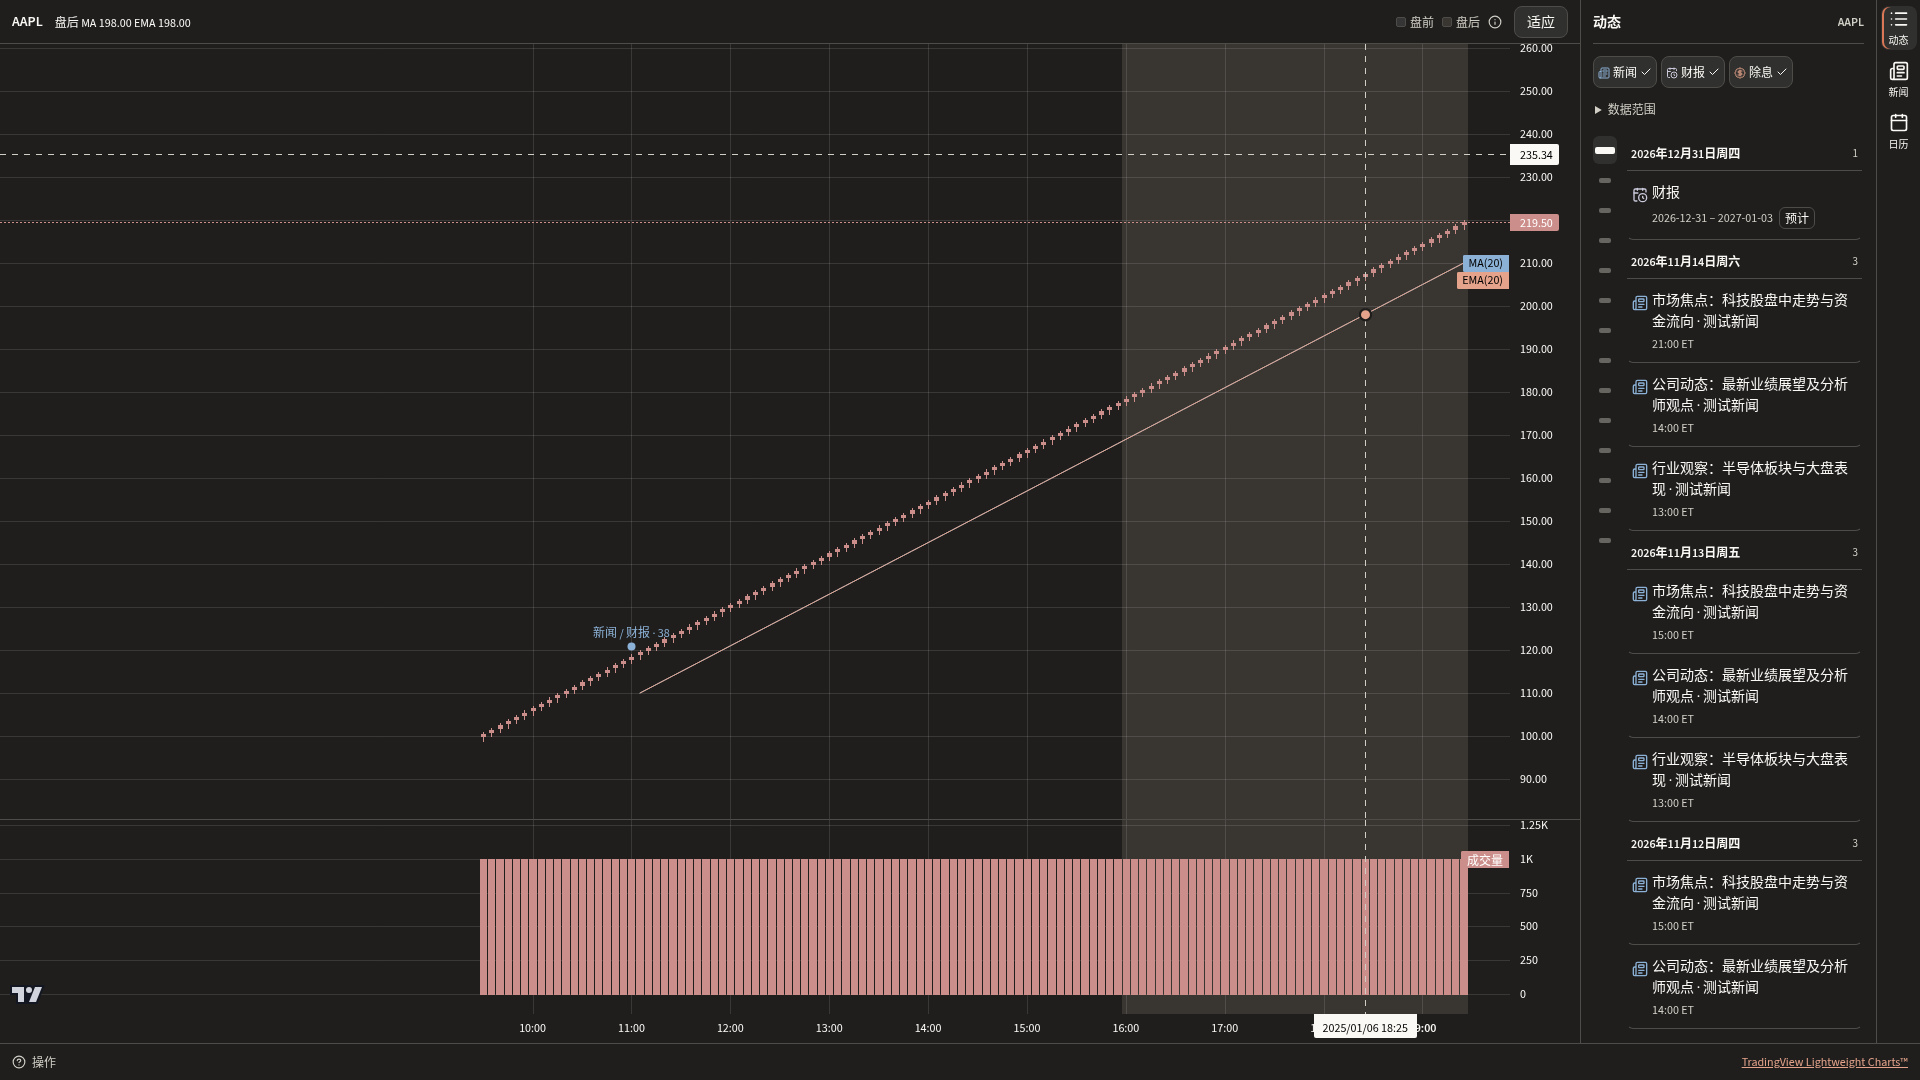 AAPL 盘后 MA 198.00 EMA 198.00
盘前 盘后 适应
260.00
250.00
240.00
235.34
230.00
219.50
210.00
MA(20)
EMA(20)
200.00
190.00
180.00
170.00
160.00
150.00
140.00
130.00
新闻 / 财报 · 38
120.00
110.00
100.00
90.00
1.25K
成交量
1K
750
500
250
0
10:00 11:00 12:00 13:00 14:00 15:00 16:00 17:00 2025/01/06 18:25 9:00
操作
TradingView Lightweight Charts™
动态 AAPL
新闻 财报 除息
数据范围
2026年12月31日周四 1
财报
2026-12-31 – 2027-01-03 预计
2026年11月14日周六 3
市场焦点：科技股盘中走势与资
金流向 · 测试新闻
21:00 ET
公司动态：最新业绩展望及分析
师观点 · 测试新闻
14:00 ET
行业观察：半导体板块与大盘表
现 · 测试新闻
13:00 ET
2026年11月13日周五 3
市场焦点：科技股盘中走势与资
金流向 · 测试新闻
15:00 ET
公司动态：最新业绩展望及分析
师观点 · 测试新闻
14:00 ET
行业观察：半导体板块与大盘表
现 · 测试新闻
13:00 ET
2026年11月12日周四 3
市场焦点：科技股盘中走势与资
金流向 · 测试新闻
15:00 ET
公司动态：最新业绩展望及分析
师观点 · 测试新闻
14:00 ET
动态
新闻
日历